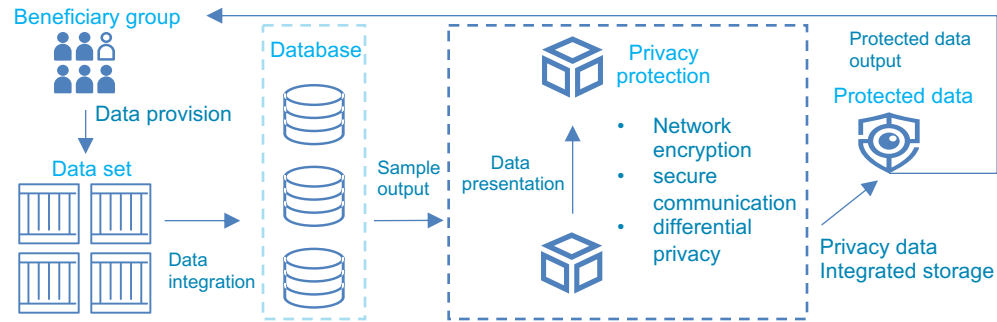 Beneficiary group
Data provision
Data set
Data
integration
Database
Sample
output
Data
presentation
Privacy
protection
• Network
encryption
• secure
communication
• differential
privacy
Protected data
output
Protected data
Privacy data
Integrated storage